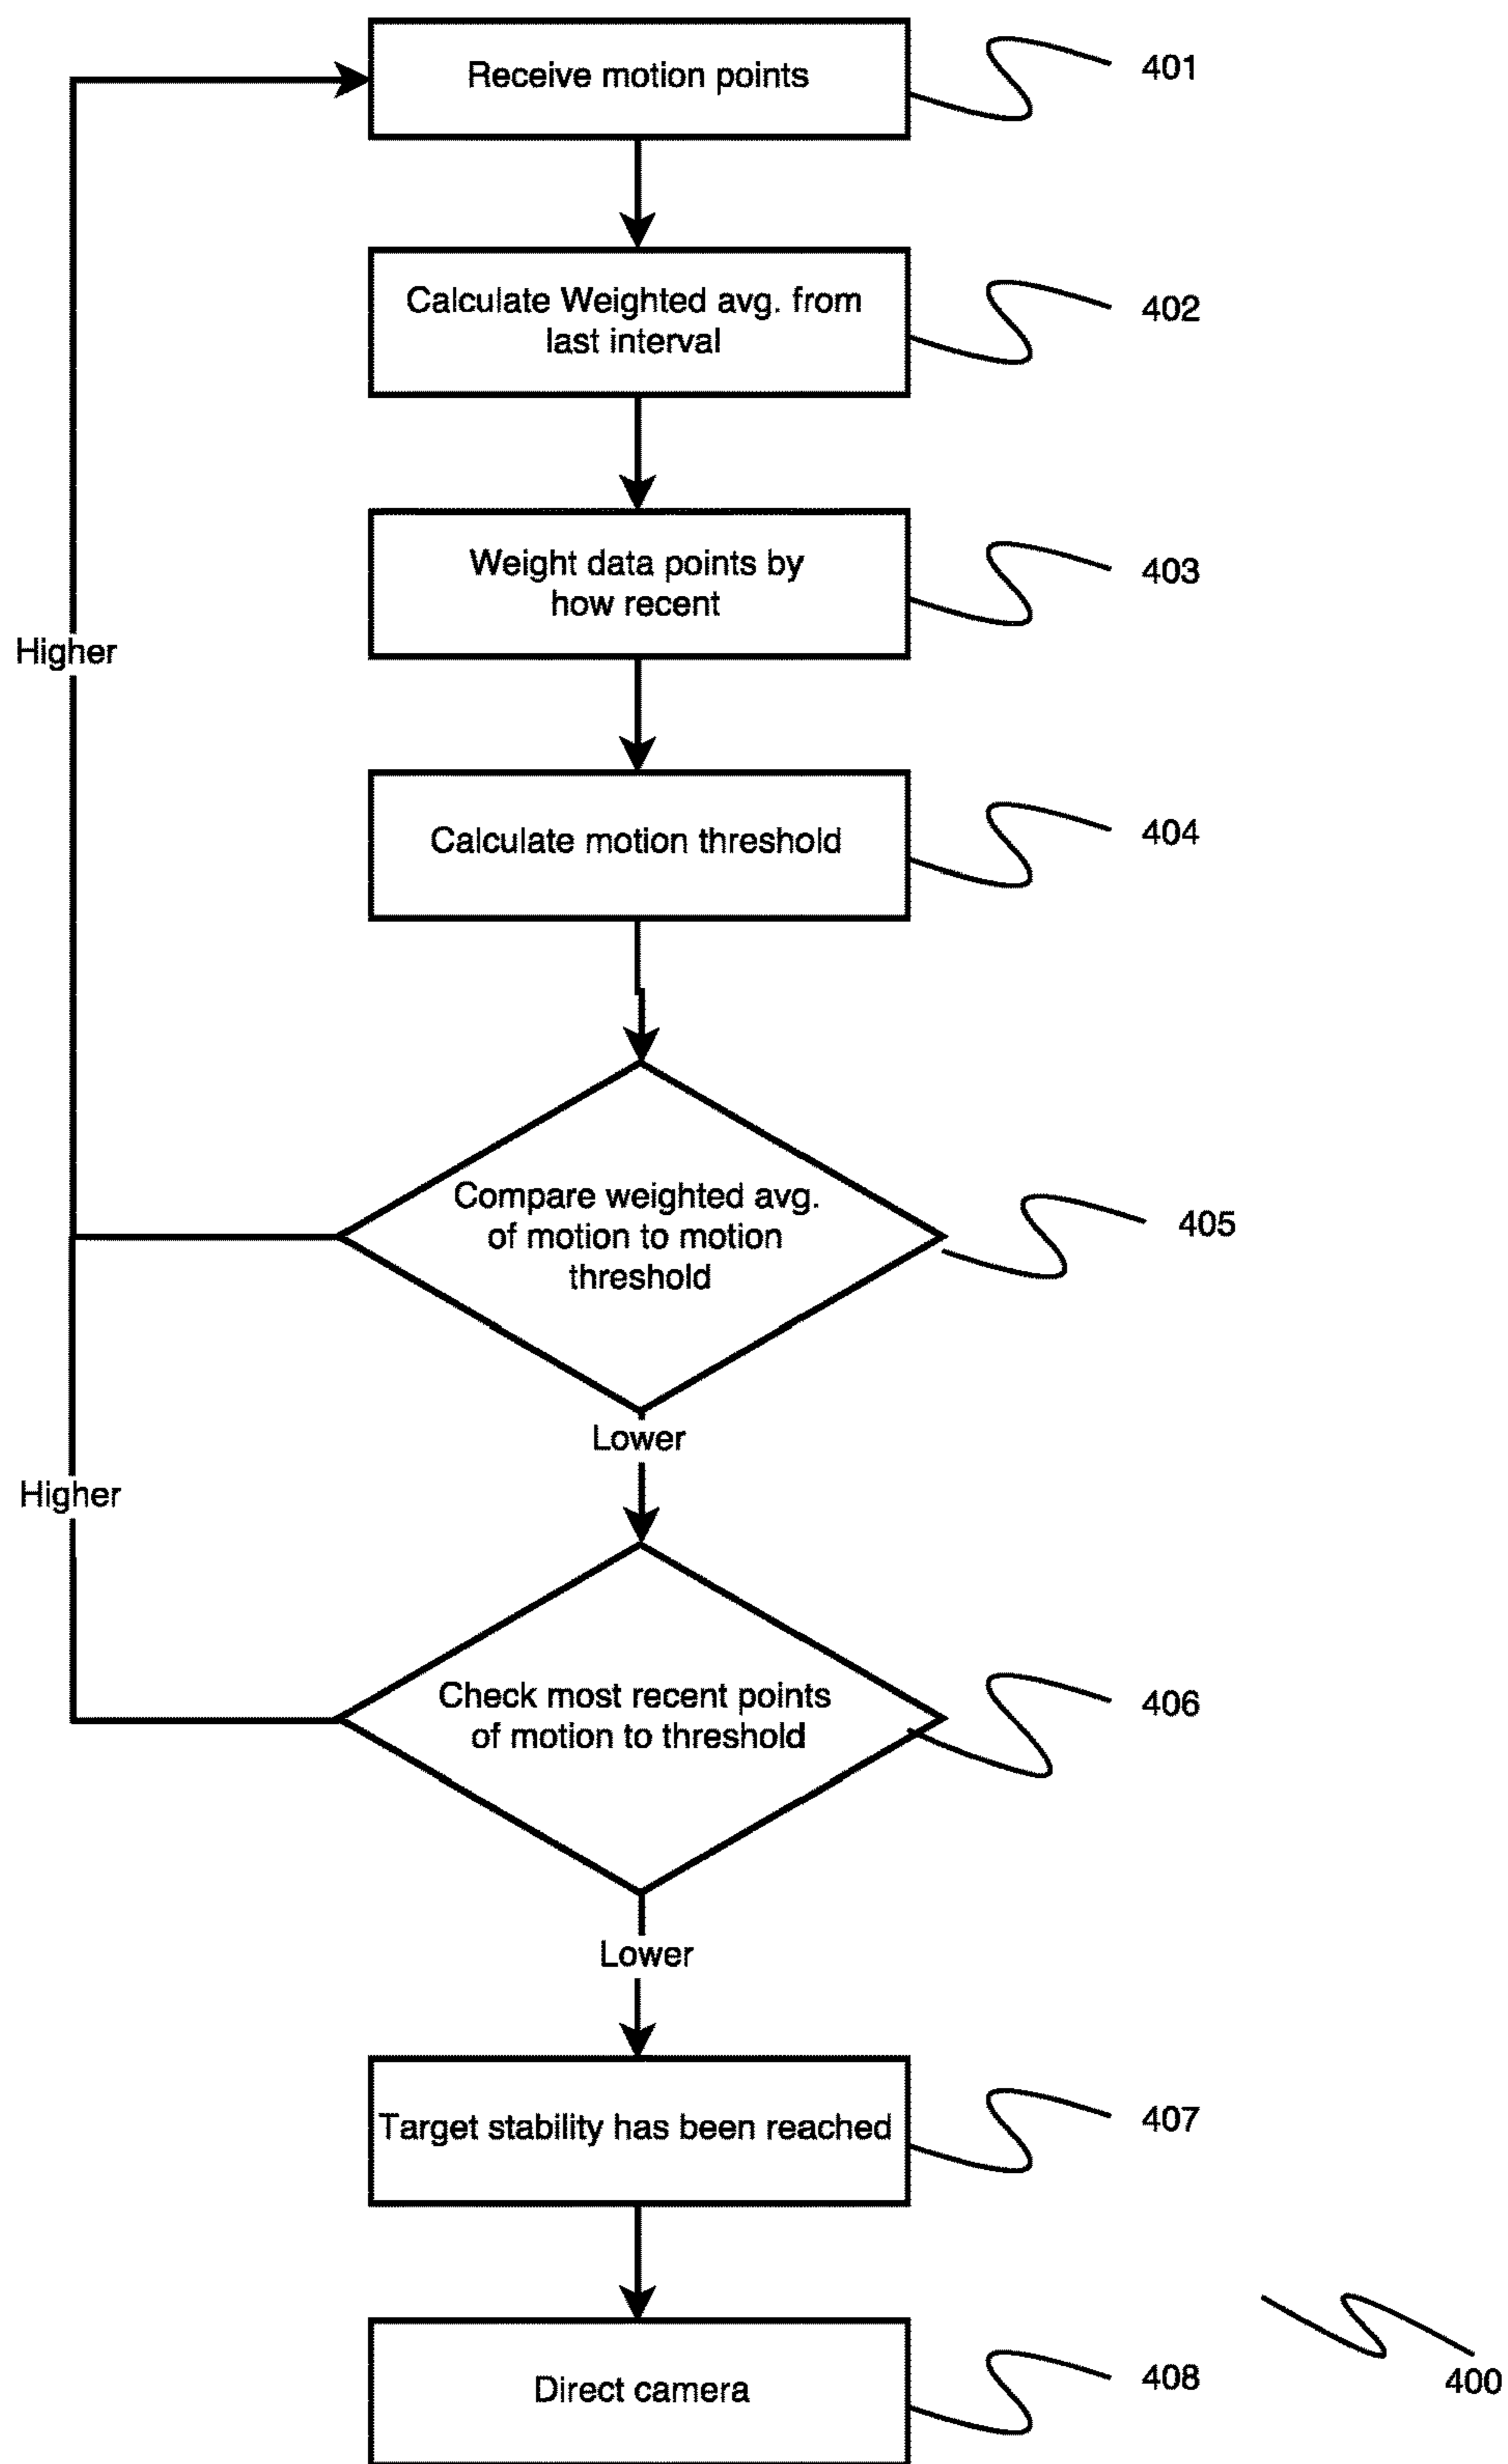 Receive motion points
401
Calculate Weighted avg. from
last interval
402
Weight data points by
how recent
403
Higher
Calculate motion threshold
404
Compare weighted avg.
of motion to motion
threshold
405
Lower
Higher
Check most recent points
of motion to threshold
406
Lower
Target stability has been reached
407
Direct camera
408
400